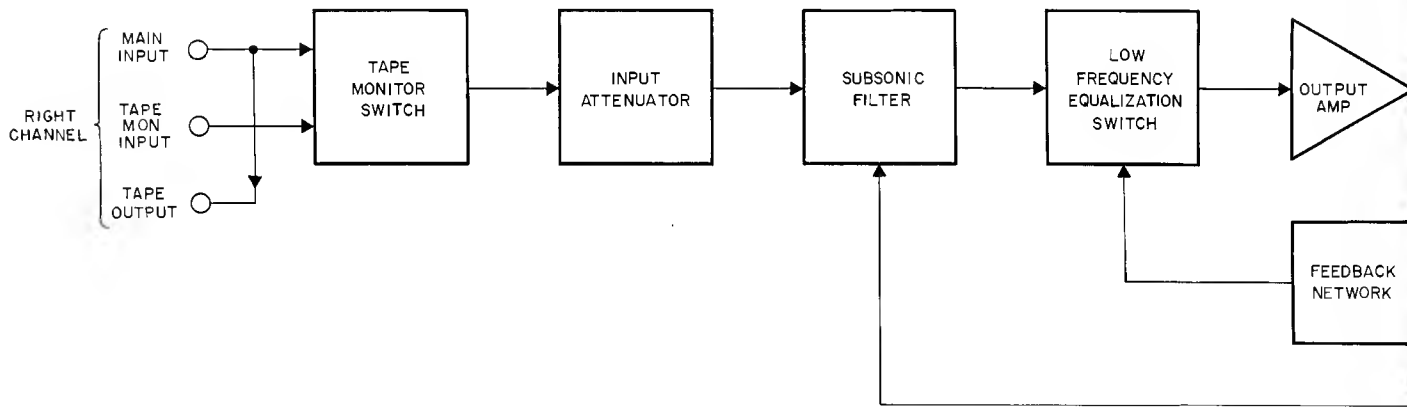 MAIN
INPUT
RIGHT
CHANNEL
TAPE
MON
INPUT
TAPE
OUTPUT
TAPE
MONITOR
SWITCH
INPUT
ATTENUATOR
SUBSONIC
FILTER
LOW
FREQUENCY
EQUALIZATION
SWITCH
OUTPUT
AMP
FEEDBACK
NETWORK